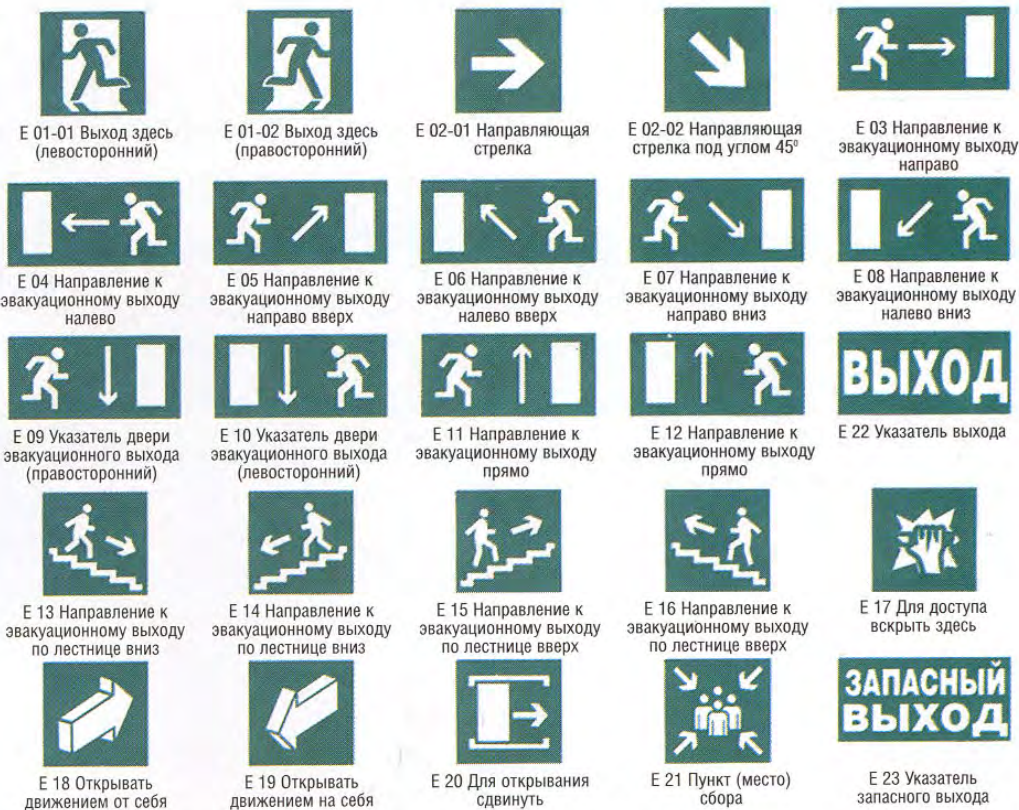 E 01-01 Выход здесь
(левосторонний)
E 01-02 Выход здесь
(правосторонний)
E 02-01 Направляющая
стрелка
E 02-02 Направляющая
стрелка под углом 45⁰
E 03 Направление к
эвакуационному выходу
направо
E 04 Направление к
эвакуационному выходу
налево
E 05 Направление к
эвакуационному выходу
направо вверх
E 06 Направление к
эвакуационному выходу
налево вверх
E 07 Направление к
эвакуационному выходу
направо вниз
E 08 Направление к
эвакуационному выходу
налево вниз
E 09 Указатель двери
эвакуационного выхода
(правосторонний)
E 10 Указатель двери
эвакуационного выхода
(левосторонний)
E 11 Направление к
эвакуационному выходу
прямо
E 12 Направление к
эвакуационному выходу
прямо
ВЫХОД
E 22 Указатель выхода
E 13 Направление к
эвакуационному выходу
по лестнице вниз
E 14 Направление к
эвакуационному выходу
по лестнице вниз
E 15 Направление к
эвакуационному выходу
по лестнице вверх
E 16 Направление к
эвакуационному выходу
по лестнице вверх
E 17 Для доступа
вскрыть здесь
E 18 Открывать
движением от себя
E 19 Открывать
движением на себя
E 20 Для открывания
сдвинуть
E 21 Пункт (место)
сбора
ЗАПАСНЫЙ
ВЫХОД
E 23 Указатель
запасного выхода